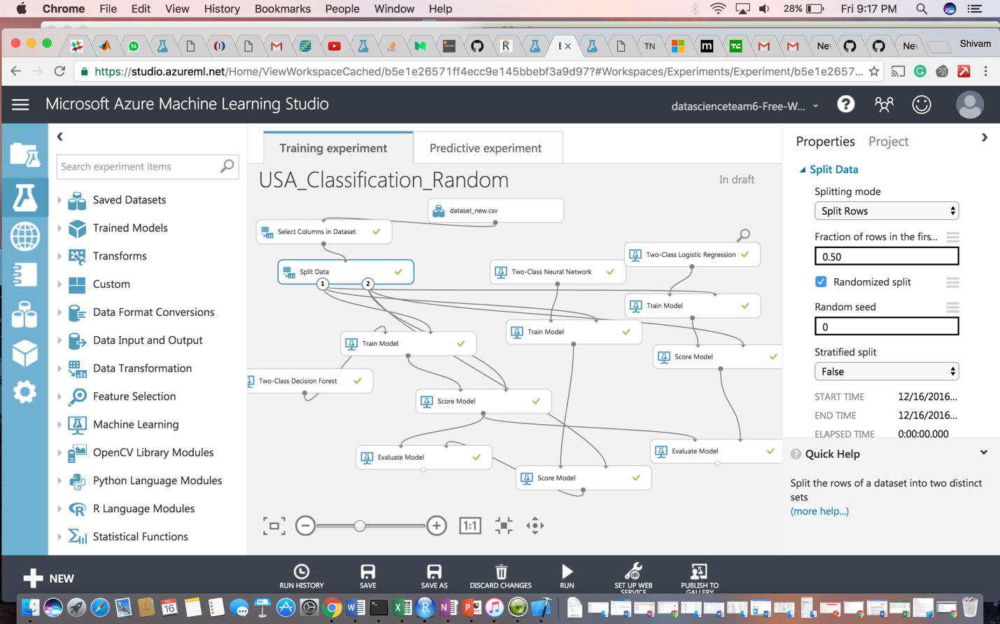 Chrome File Edit View History Bookmarks People Window Help 28% Fri 9:17 PM
14 TN m TC Ne Ne Shivam
https://studio.azureml.net/Home/ViewWorkspaceCached/b5e1e26571ff4ecc9e145bbebf3a9d97?#Workspaces/Experiments/Experiment/b5e1e2657...
Microsoft Azure Machine Learning Studio
datascienceteam6-Free-W... ?
Search experiment items
Saved Datasets
Trained Models
Transforms
Custom
Data Format Conversions
Data Input and Output
Data Transformation
Feature Selection
Machine Learning
OpenCV Library Modules
Python Language Modules
R Language Modules
Statistical Functions
Training experiment
Predictive experiment
USA_Classification_Random
In draft
dataset_new.csv
Select Columns in Dataset
Two-Class Logistic Regression
Split Data
1 2
Two-Class Neural Network
Train Model
Train Model
Train Model
Score Model
Two-Class Decision Forest
Score Model
Evaluate Model
Evaluate Model
Score Model
1:1
Properties Project
Split Data
Splitting mode
Split Rows
Fraction of rows in the firs...
0.50
Randomized split
Random seed
0
Stratified split
False
START TIME 12/16/2016...
END TIME 12/16/2016...
ELAPSED TIME 0:00:00.000
Quick Help
Split the rows of a dataset into two distinct
sets
(more help...)
NEW
RUN HISTORY
SAVE
SAVE AS
DISCARD CHANGES
RUN
SET UP WEB
SERVICE
PUBLISH TO
GALLERY
DEC
16